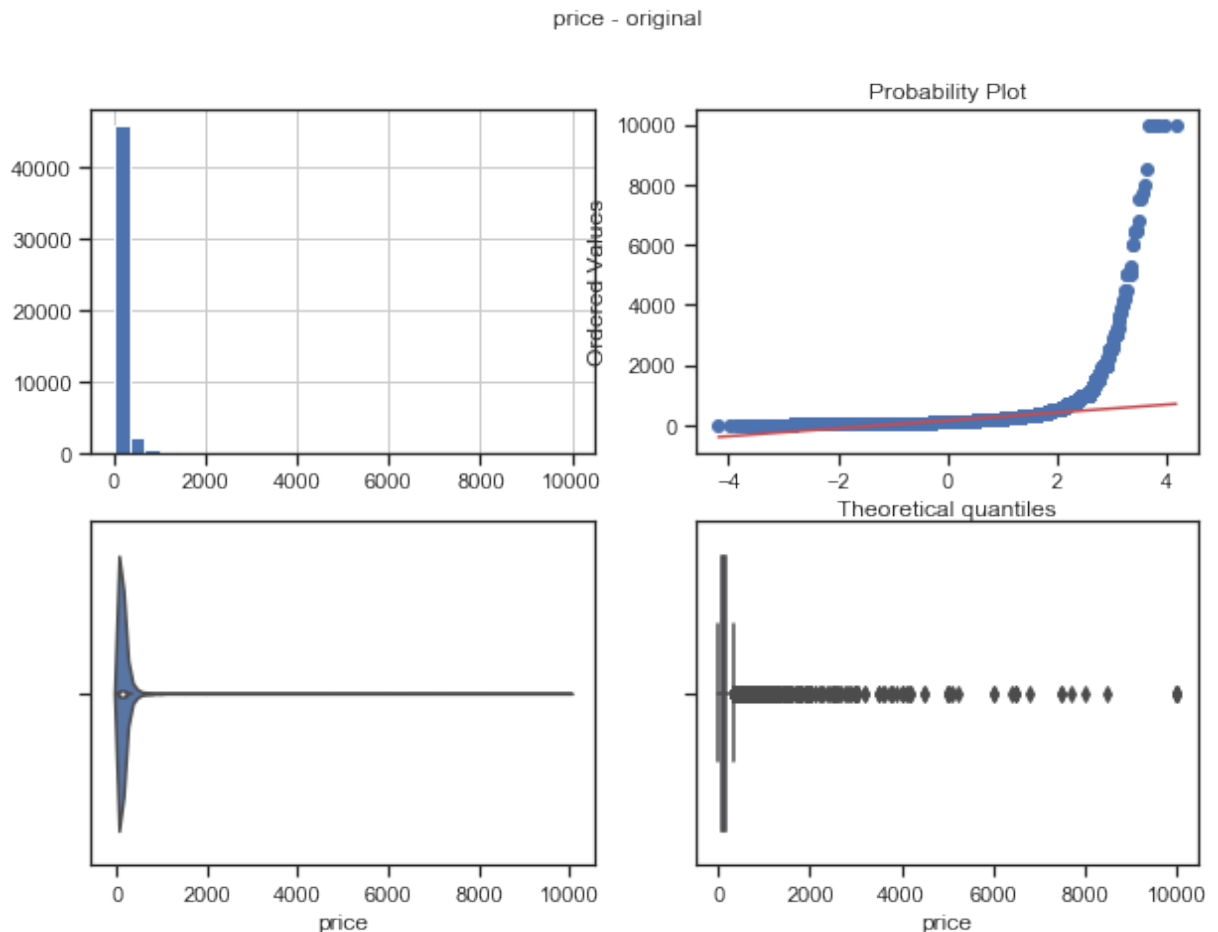 price - original
Probability Plot
40000
30000
20000
10000
0
0 2000 4000 6000 8000 10000
Ordered Values
10000
8000
6000
4000
2000
0
−4 −2 0 2 4
Theoretical quantiles
0 2000 4000 6000 8000 10000
price
0 2000 4000 6000 8000 10000
price